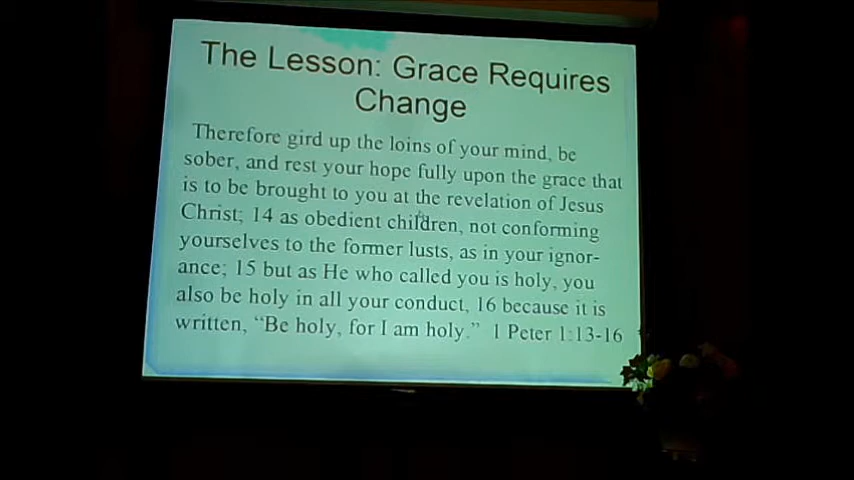 The Lesson: Grace Requires
Change
Therefore gird up the loins of your mind, be
sober, and rest your hope fully upon the grace that
is to be brought to you at the revelation of Jesus
Christ; 14 as obedient children, not conforming
yourselves to the former lusts, as in your ignor-
ance; 15 but as He who called you is holy, you
also be holy in all your conduct, 16 because it is
written, “Be holy, for I am holy.” 1 Peter 1:13-16